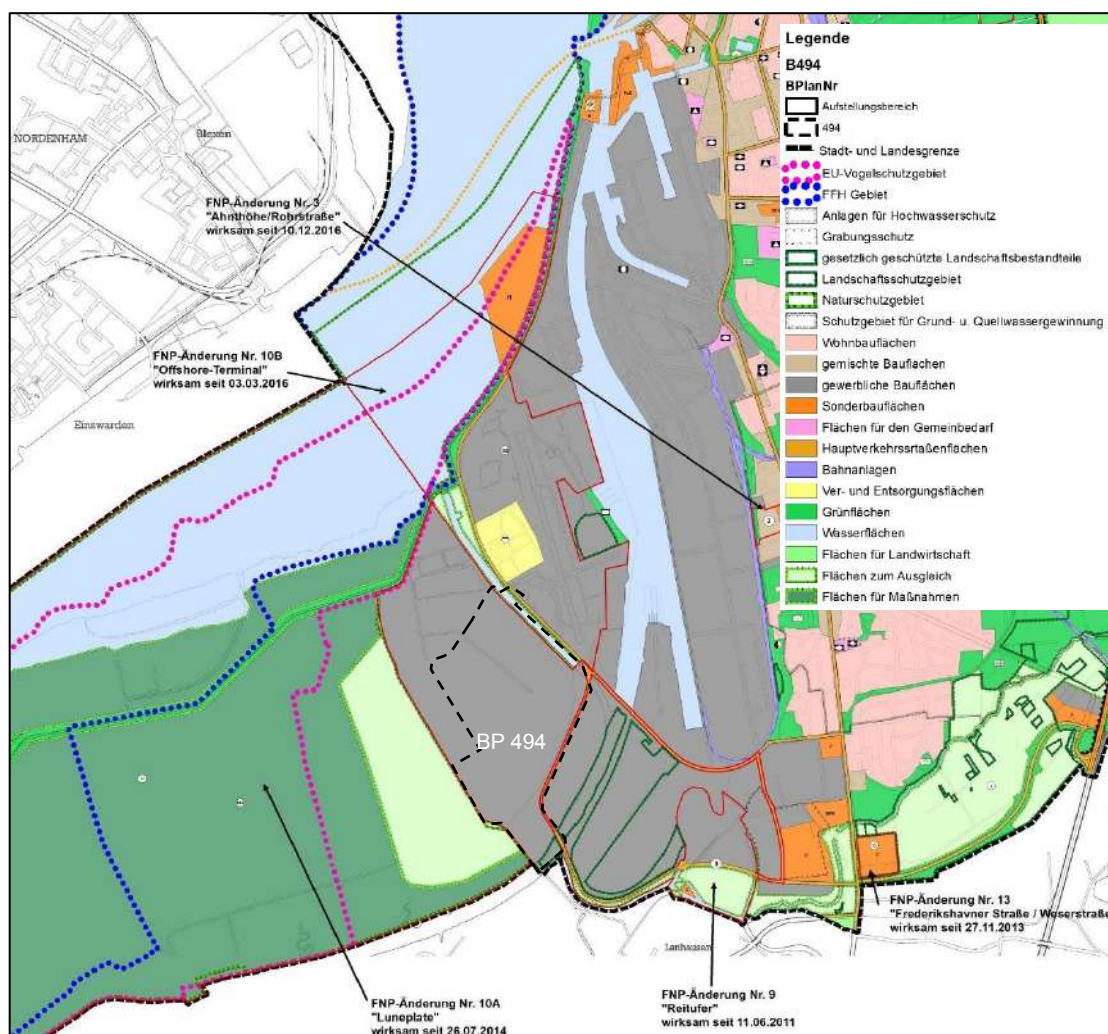 NORDENHAM
Blexen
FNP-Änderung Nr. 3
"Ahnthöhe/Rohrstraße"
wirksam seit 10.12.2016
FNP-Änderung Nr. 10B
"Offshore-Terminal"
wirksam seit 03.03.2016
Einswarden
BP 494
Lanhausen
FNP-Änderung Nr. 13
"Frederikshavner Straße / Weserstraße
wirksam seit 27.11.2013
FNP-Änderung Nr. 9
"Reitufer"
wirksam seit 11.06.2011
FNP-Änderung Nr. 10A
"Luneplate"
wirksam seit 26.07.2014
Legende
B494
BPlanNr
Aufstellungsbereich
494
Stadt- und Landesgrenze
EU-Vogelschutzgebiet
FFH Gebiet
Anlagen für Hochwasserschutz
Grabungsschutz
gesetzlich geschützte Landschaftsbestandteile
Landschaftsschutzgebiet
Naturschutzgebiet
Schutzgebiet für Grund- u. Quellwassergewinnung
Wohnbauflächen
gemischte Bauflächen
gewerbliche Bauflächen
Sonderbauflächen
Flächen für den Gemeinbedarf
Hauptverkehrssrtaßenflächen
Bahnanlagen
Ver- und Entsorgungsflächen
Grünflächen
Wasserflächen
Flächen für Landwirtschaft
Flächen zum Ausgleich
Flächen für Maßnahmen